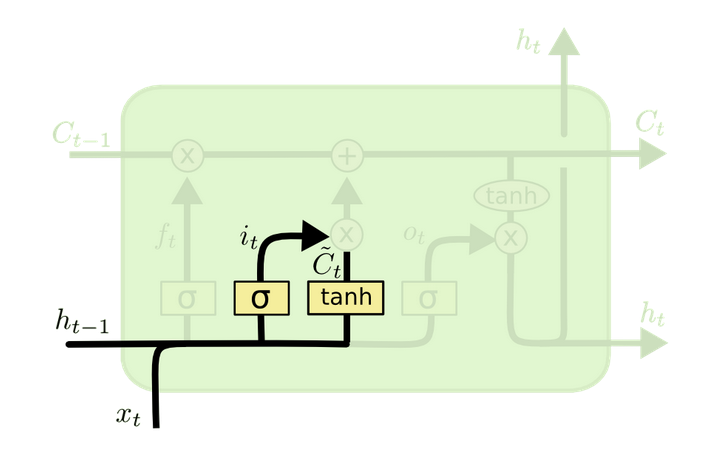 h_t
C_{t-1}
x
+
C_t
tanh
f_t
i_t
x
o_t
x
C̃_t
σ
σ
tanh
σ
h_{t-1}
h_t
x_t